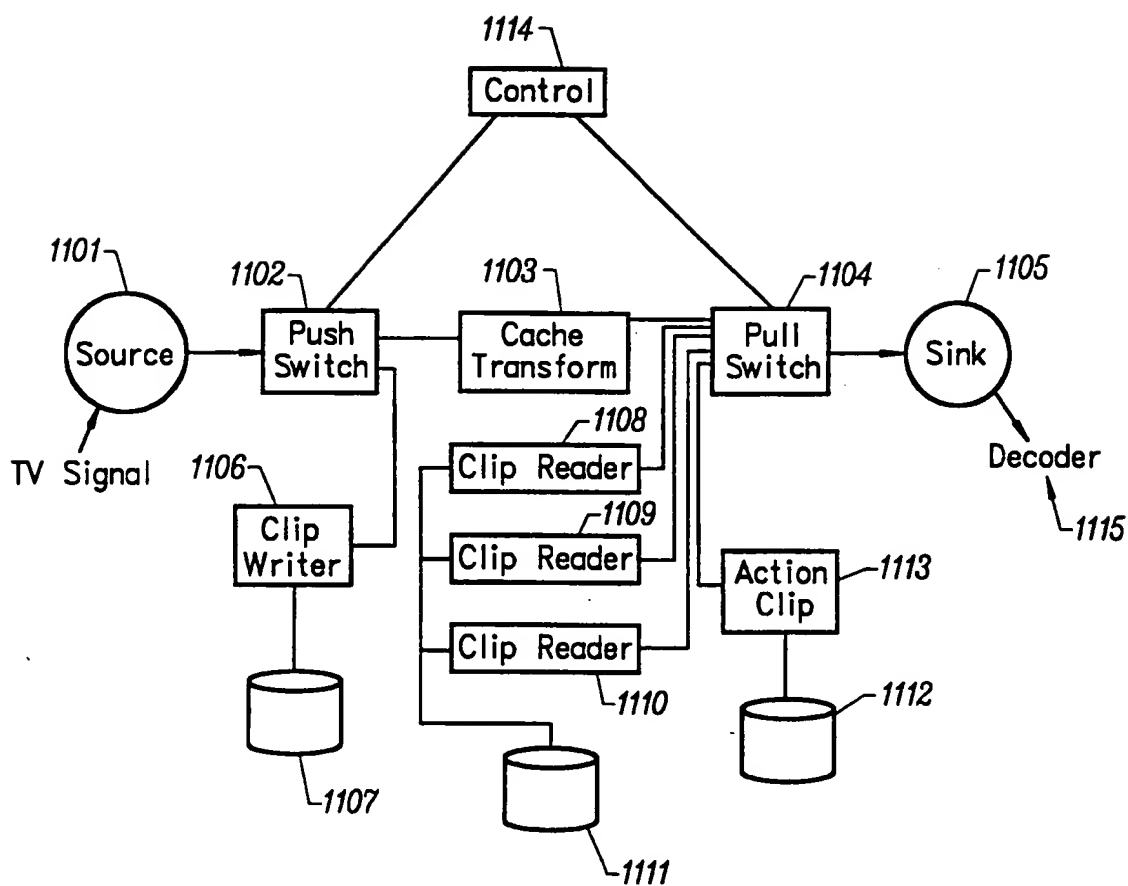 1114
Control
1101
1102
1103
1104
1105
Source
Push
Switch
Cache
Transform
Pull
Switch
Sink
TV Signal
1106
1108
Clip Reader
Decoder
Clip
Writer
1109
Clip Reader
1115
Action
Clip
1113
Clip Reader
1110
1112
1107
1111